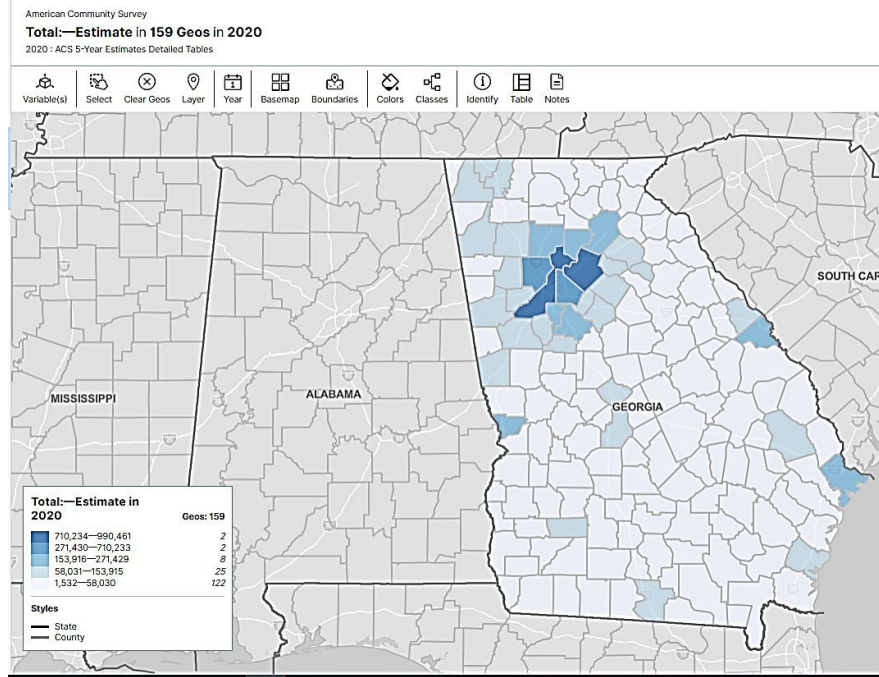 American Community Survey
Total:—Estimate in 159 Geos in 2020
2020 : ACS 5-Year Estimates Detailed Tables
Variable(s) Select Clear Geos Layer Year Basemap Boundaries Colors Classes Identify Table Notes
SOUTH CAR
MISSISSIPPI
ALABAMA
GEORGIA
Total:—Estimate in
2020 Geos: 159
710,234—990,461 2
271,430—710,233 2
153,916—271,429 8
58,031—153,915 25
1,532—58,030 122
Styles
State
County